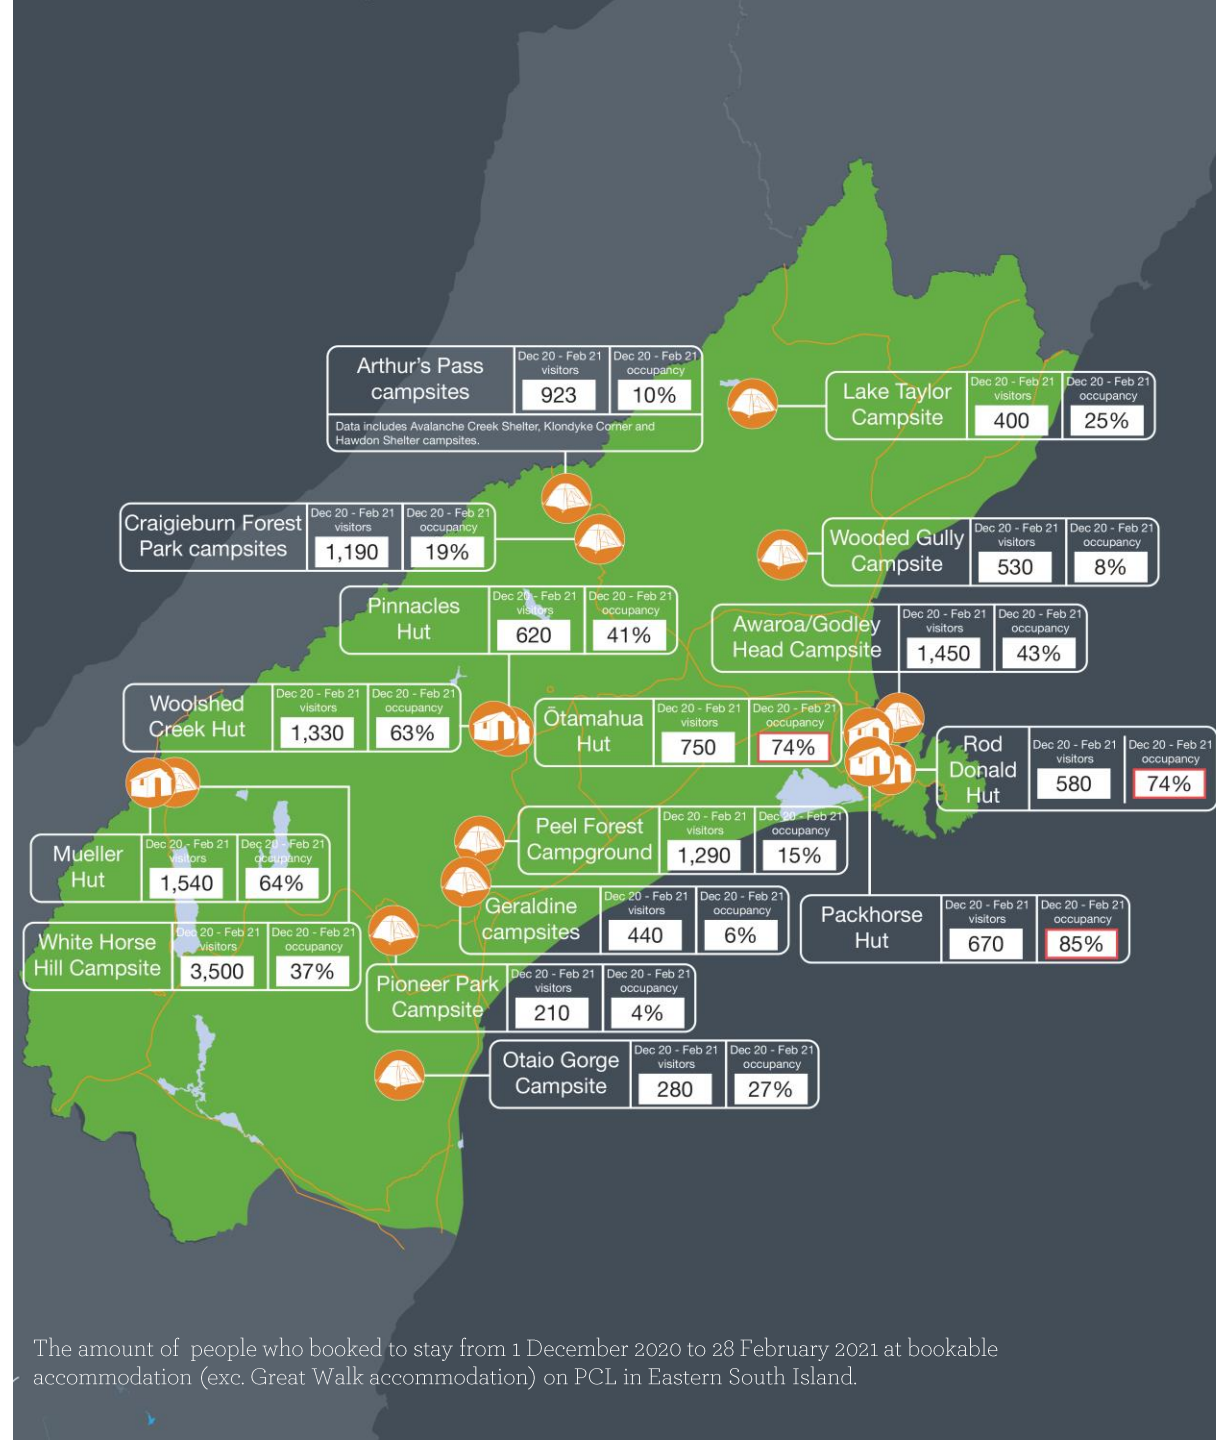 Arthur's Pass
campsites
Dec 20 - Feb 21
visitors
923
Dec 20 - Feb 21
occupancy
10%
Data includes Avalanche Creek Shelter, Klondyke Corner and
Hawdon Shelter campsites.
Lake Taylor
Campsite
Dec 20 - Feb 21
visitors
400
Dec 20 - Feb 21
occupancy
25%
Craigieburn Forest
Park campsites
Dec 20 - Feb 21
visitors
1,190
Dec 20 - Feb 21
occupancy
19%
Wooded Gully
Campsite
Dec 20 - Feb 21
visitors
530
Dec 20 - Feb 21
occupancy
8%
Pinnacles
Hut
Dec 20 - Feb 21
visitors
620
Dec 20 - Feb 21
occupancy
41%
Awaroa/Godley
Head Campsite
Dec 20 - Feb 21
visitors
1,450
Dec 20 - Feb 21
occupancy
43%
Woolshed
Creek Hut
Dec 20 - Feb 21
visitors
1,330
Dec 20 - Feb 21
occupancy
63%
Ōtamahua
Hut
Dec 20 - Feb 21
visitors
750
Dec 20 - Feb 21
occupancy
74%
Rod
Donald
Hut
Dec 20 - Feb 21
visitors
580
Dec 20 - Feb 21
occupancy
74%
Mueller
Hut
Dec 20 - Feb 21
visitors
1,540
Dec 20 - Feb 21
occupancy
64%
Peel Forest
Campground
Dec 20 - Feb 21
visitors
1,290
Dec 20 - Feb 21
occupancy
15%
Geraldine
campsites
Dec 20 - Feb 21
visitors
440
Dec 20 - Feb 21
occupancy
6%
Packhorse
Hut
Dec 20 - Feb 21
visitors
670
Dec 20 - Feb 21
occupancy
85%
White Horse
Hill Campsite
Dec 20 - Feb 21
visitors
3,500
Dec 20 - Feb 21
occupancy
37%
Pioneer Park
Campsite
Dec 20 - Feb 21
visitors
210
Dec 20 - Feb 21
occupancy
4%
Otaio Gorge
Campsite
Dec 20 - Feb 21
visitors
280
Dec 20 - Feb 21
occupancy
27%
The amount of people who booked to stay from 1 December 2020 to 28 February 2021 at bookable
accommodation (exc. Great Walk accommodation) on PCL in Eastern South Island.